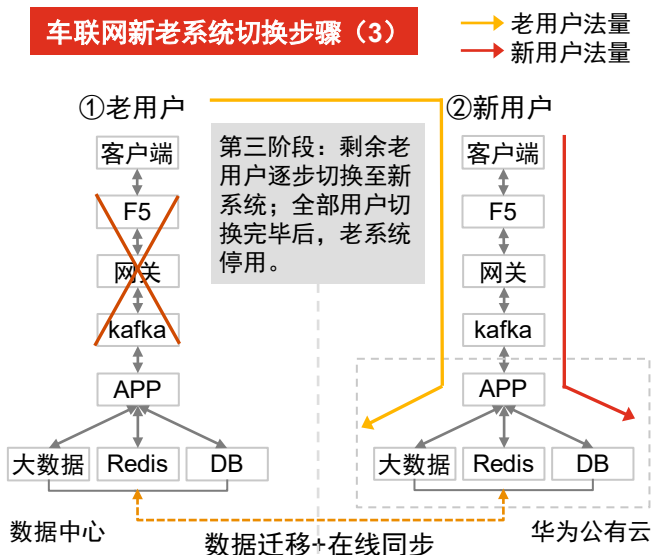 车联网新老系统切换步骤（3）
老用户法量
新用户法量
①老用户
②新用户
第三阶段：剩余老
用户逐步切换至新
系统；全部用户切
换完毕后，老系统
停用。
客户端
F5
网关
kafka
APP
大数据
Redis
DB
客户端
F5
网关
kafka
APP
大数据
Redis
DB
数据中心
数据迁移+在线同步
华为公有云